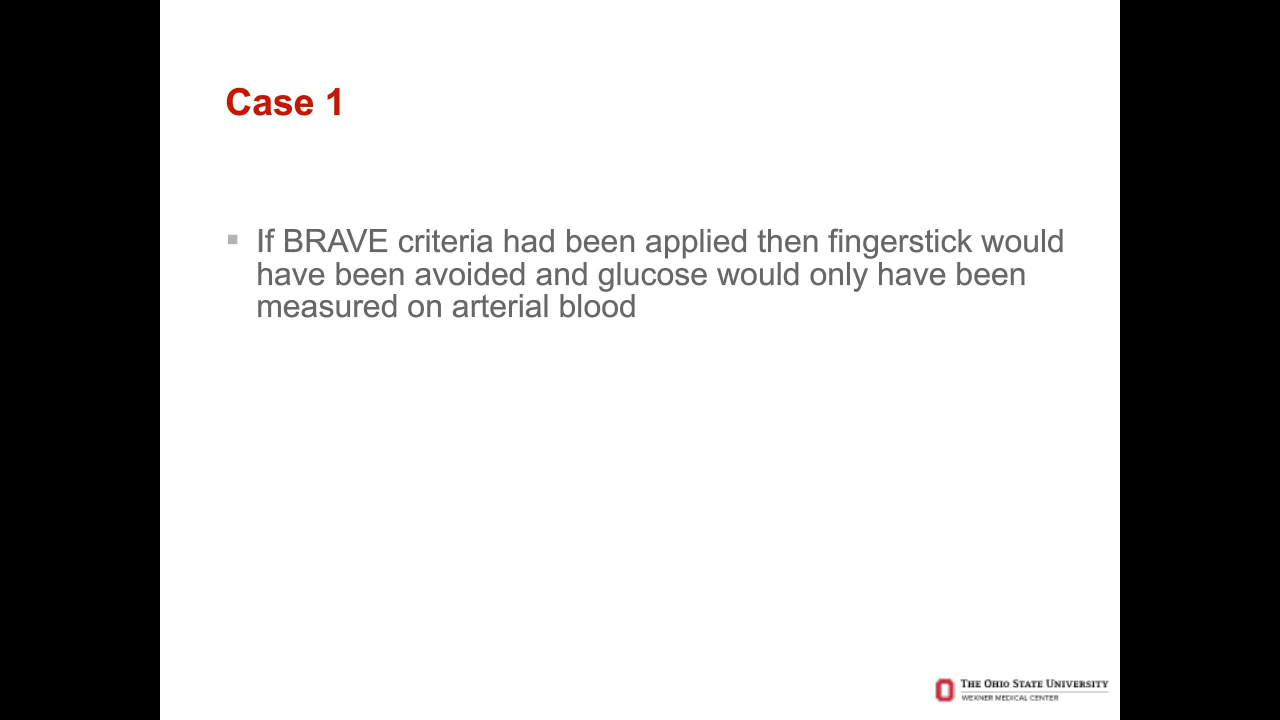 Case 1
If BRAVE criteria had been applied then fingerstick would
have been avoided and glucose would only have been
measured on arterial blood
THE OHIO STATE UNIVERSITY
WEXNER MEDICAL CENTER